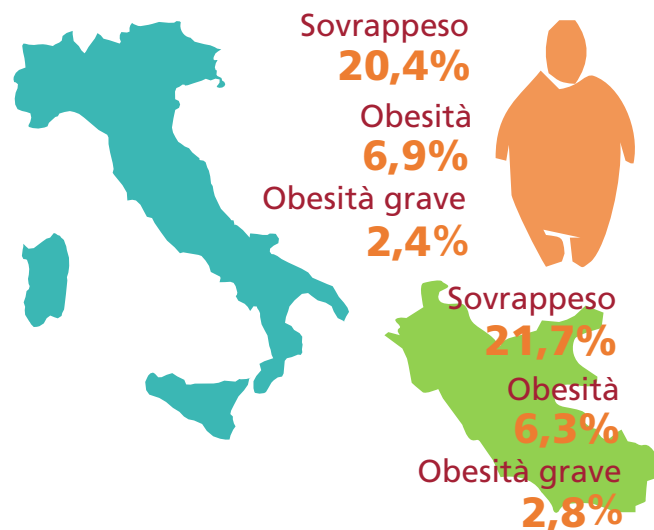 Sovrappeso
20,4%
Obesità
6,9%
Obesità grave
2,4%
Sovrappeso
21,7%
Obesità
6,3%
Obesità grave
2,8%